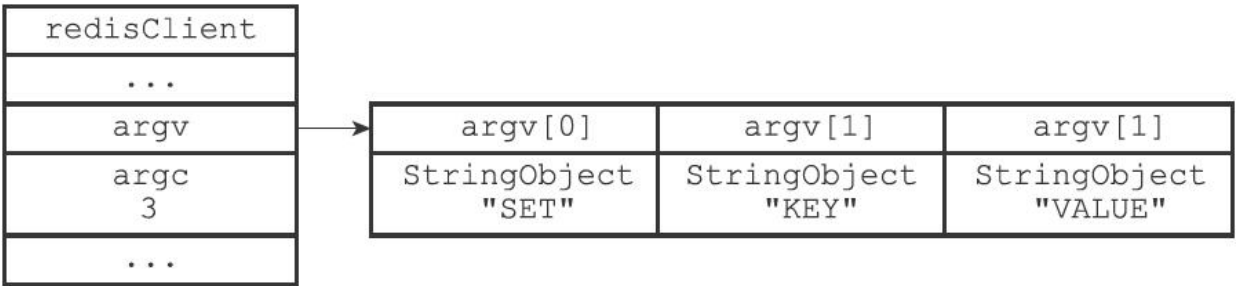 redisClient
...
argv
argc
3
...
argv[0] argv[1] argv[1]
StringObject StringObject StringObject
"SET" "KEY" "VALUE"